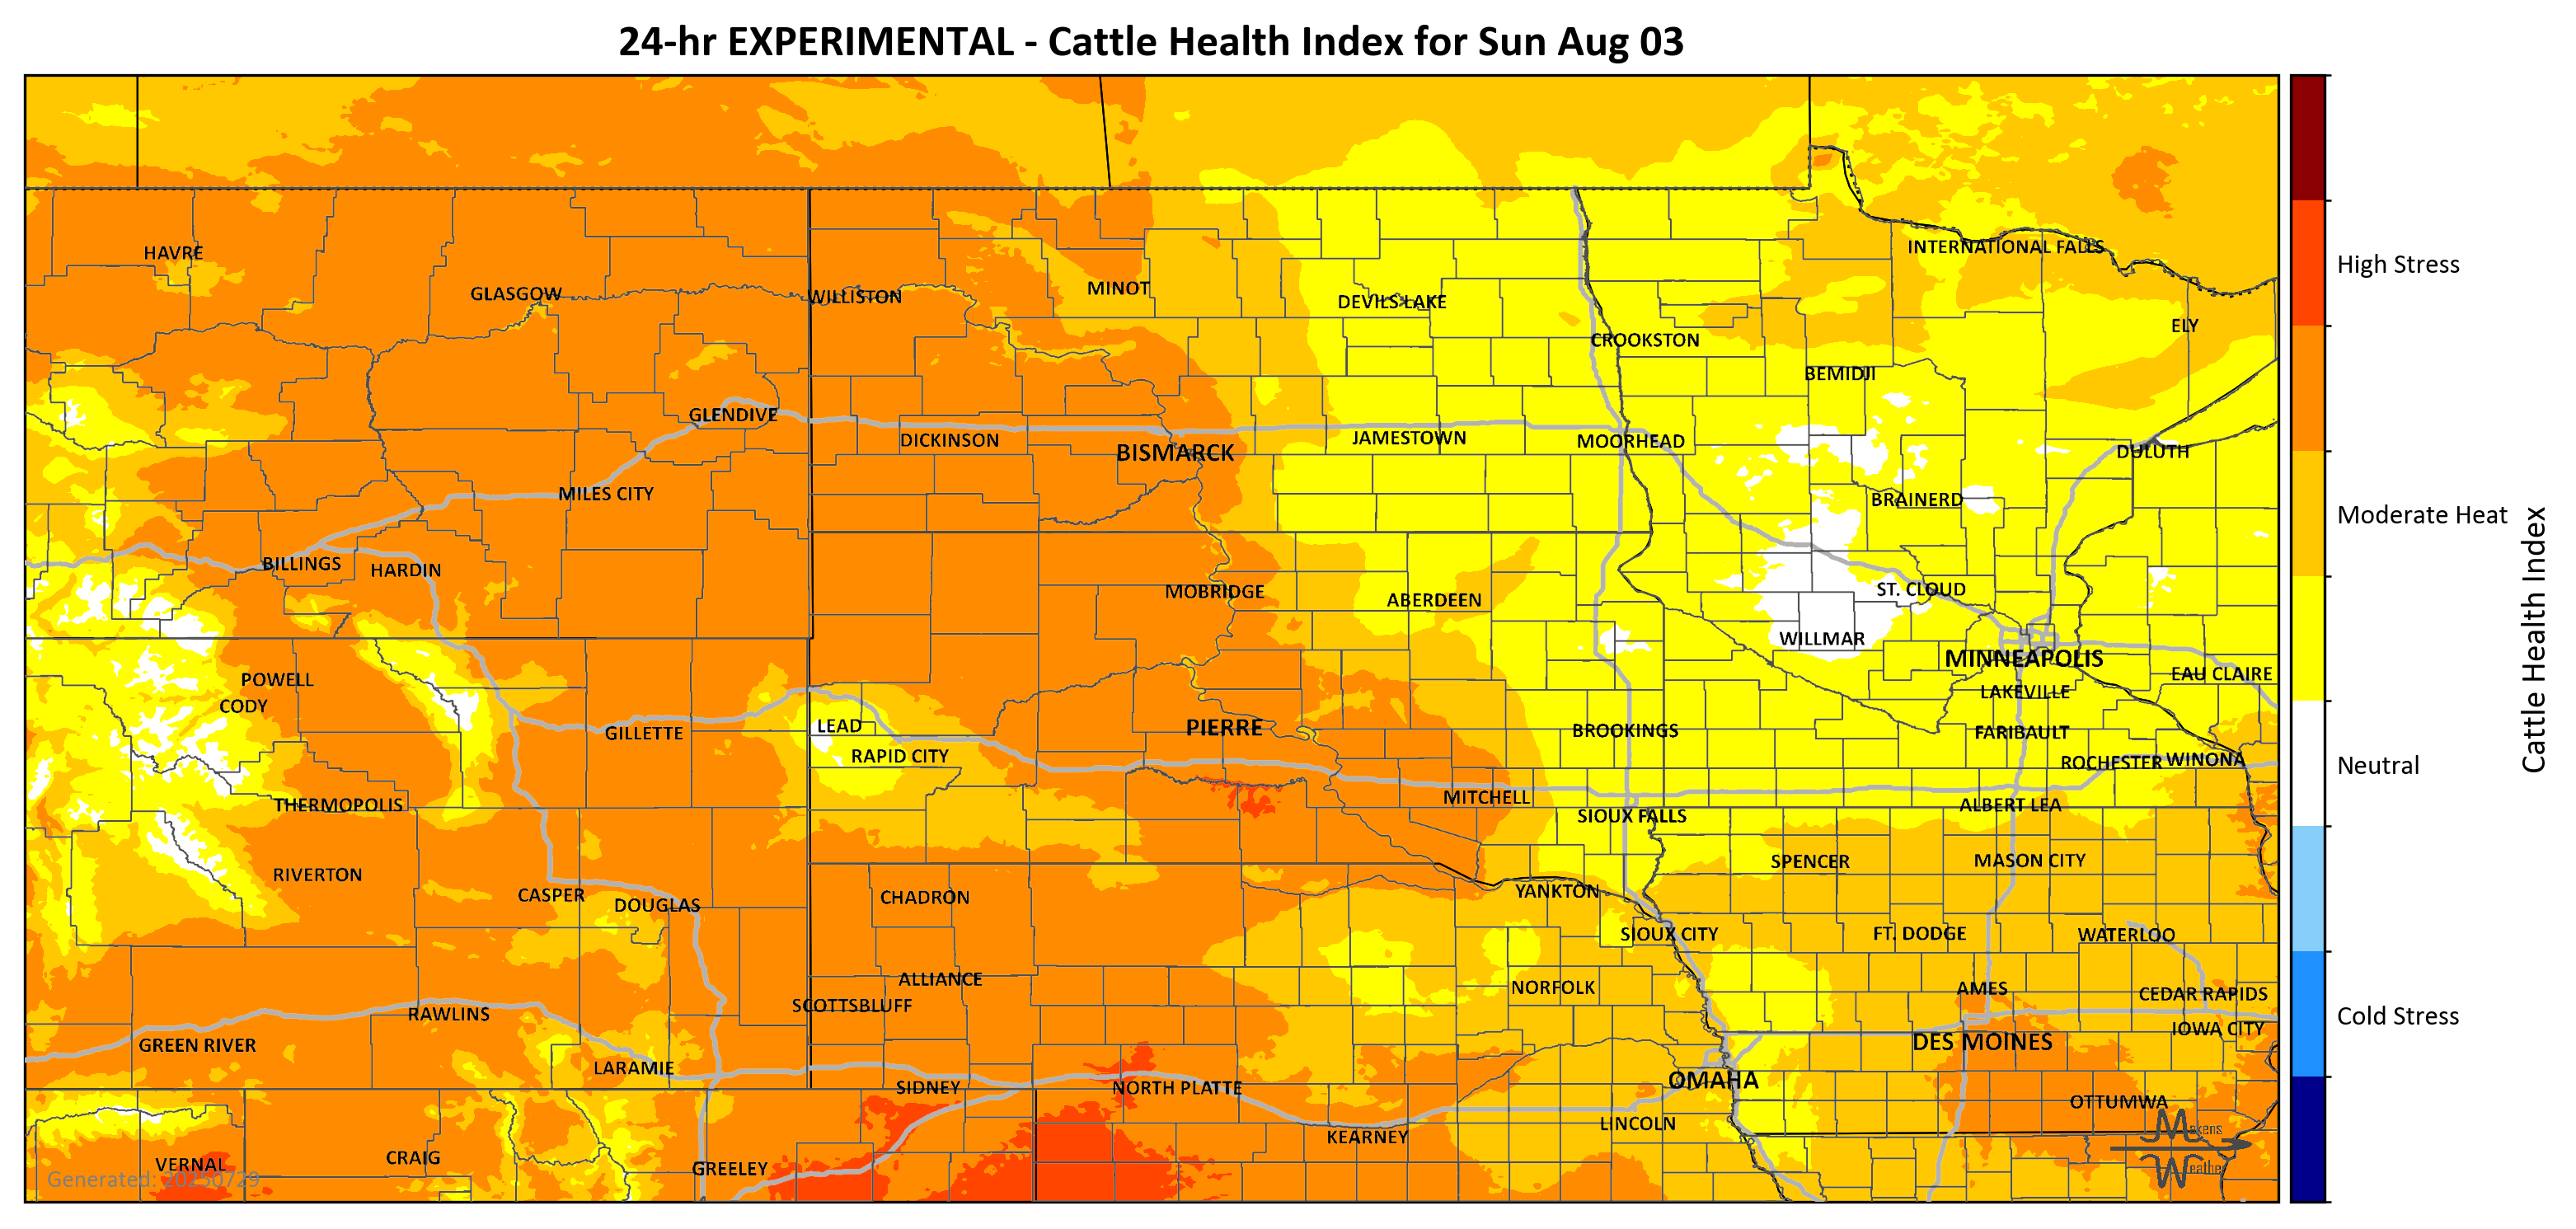 24-hr EXPERIMENTAL - Cattle Health Index for Sun Aug 03
HAVRE
GLASGOW
WILLISTON
MINOT
DEVILS LAKE
CROOKSTON
INTERNATIONAL FALLS
ELY
BEMIDJI
GLENDIVE
DICKINSON
BISMARCK
JAMESTOWN
MOORHEAD
DULUTH
MILES CITY
BRAINERD
BILLINGS
HARDIN
MOBRIDGE
ABERDEEN
ST. CLOUD
WILLMAR
MINNEAPOLIS
EAU CLAIRE
LAKEVILLE
POWELL
CODY
GILLETTE
LEAD
RAPID CITY
PIERRE
BROOKINGS
FARIBAULT
ROCHESTER
WINONA
THERMOPOLIS
MITCHELL
SIOUX FALLS
ALBERT LEA
RIVERTON
CASPER
DOUGLAS
CHADRON
YANKTON
SPENCER
MASON CITY
SIOUX CITY
FT. DODGE
WATERLOO
ALLIANCE
SCOTTSBLUFF
NORFOLK
AMES
CEDAR RAPIDS
RAWLINS
GREEN RIVER
LARAMIE
SIDNEY
NORTH PLATTE
OMAHA
DES MOINES
IOWA CITY
OTTUMWA
LINCOLN
KEARNEY
VERNAL
CRAIG
GREELEY
Generated: 20250729
Makens
Weather
High Stress
Moderate Heat
Neutral
Cold Stress
Cattle Health Index